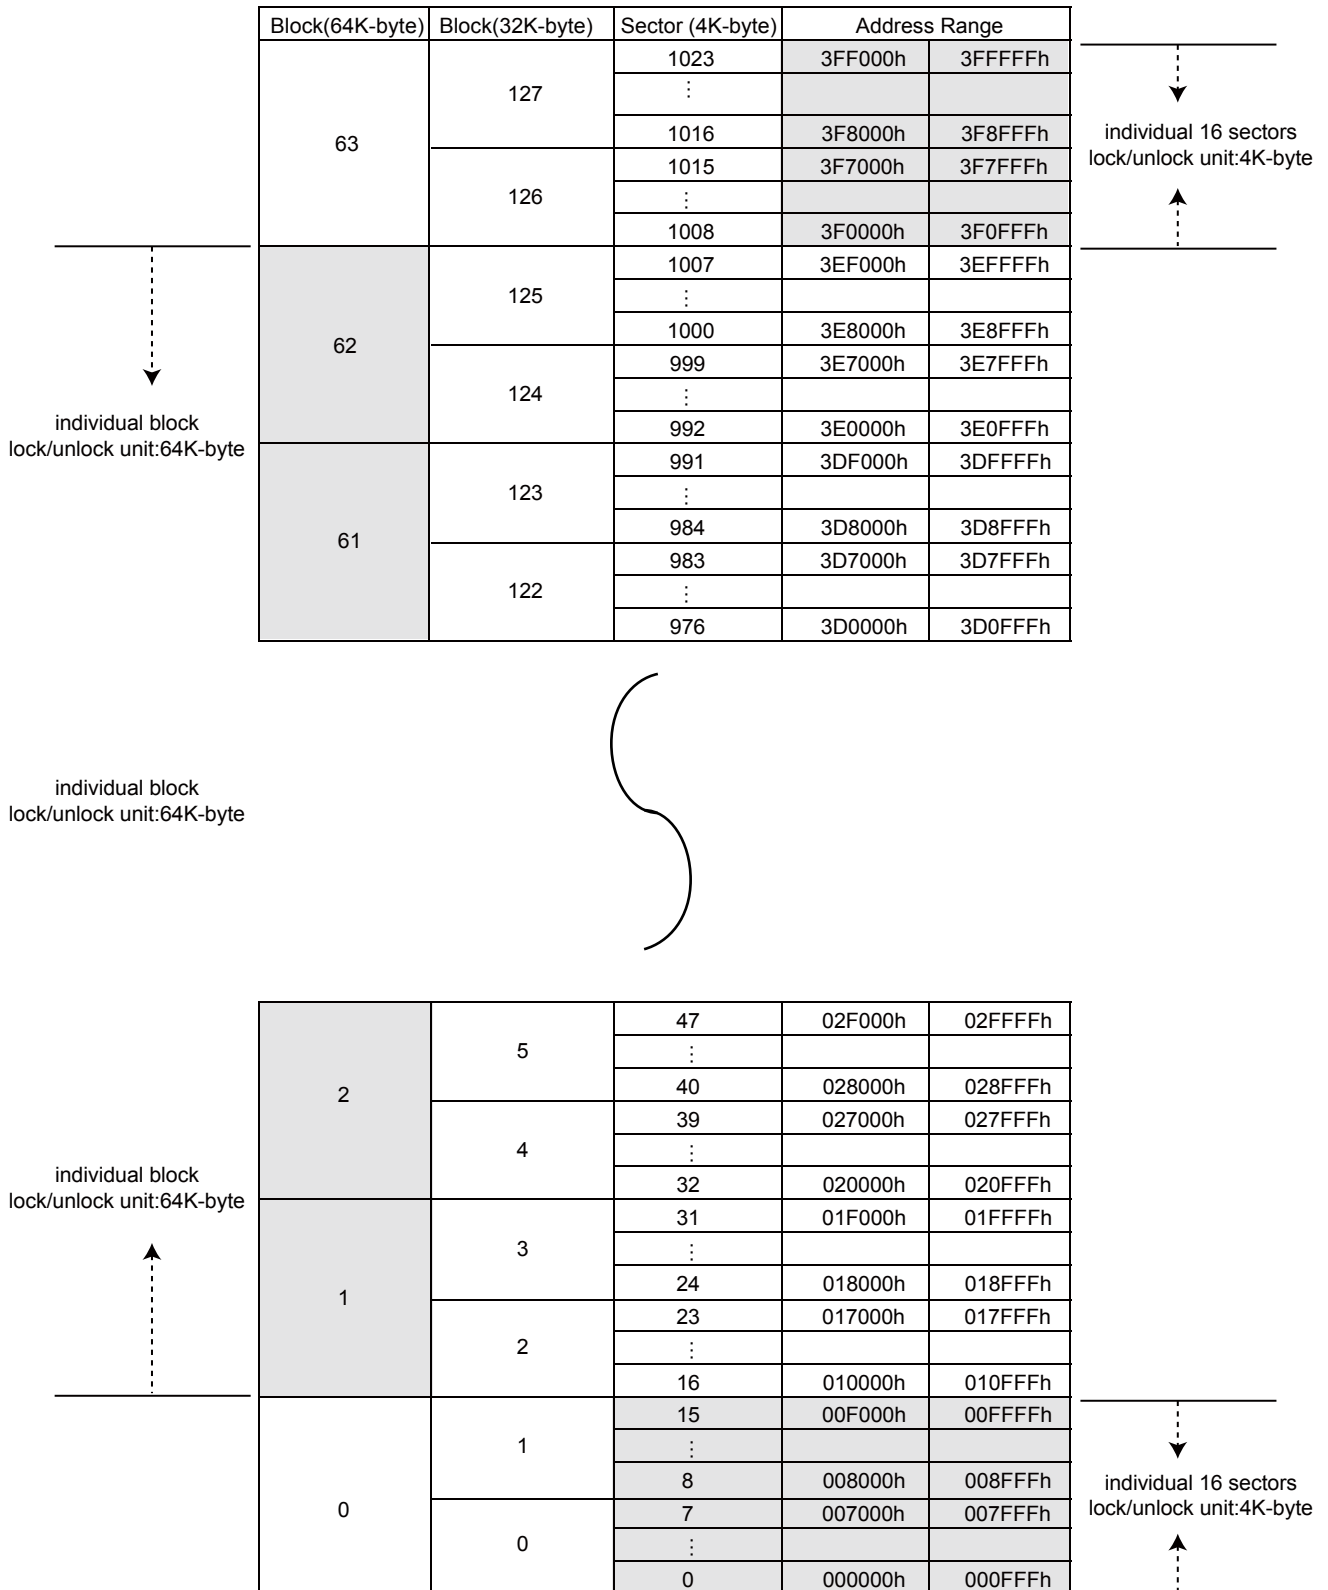 Block(64K-byte) Block(32K-byte) Sector (4K-byte) Address Range
63
127
1023 3FF000h 3FFFFFh
⋮
1016 3F8000h 3F8FFFh
126
1015 3F7000h 3F7FFFh
⋮
1008 3F0000h 3F0FFFh
individual 16 sectors
lock/unlock unit:4K-byte
62
125
1007 3EF000h 3EFFFFh
⋮
1000 3E8000h 3E8FFFh
124
999 3E7000h 3E7FFFh
⋮
992 3E0000h 3E0FFFh
individual block
lock/unlock unit:64K-byte
61
123
991 3DF000h 3DFFFFh
⋮
984 3D8000h 3D8FFFh
122
983 3D7000h 3D7FFFh
⋮
976 3D0000h 3D0FFFh
individual block
lock/unlock unit:64K-byte
2
5
47 02F000h 02FFFFh
⋮
40 028000h 028FFFh
4
39 027000h 027FFFh
⋮
32 020000h 020FFFh
individual block
lock/unlock unit:64K-byte
1
3
31 01F000h 01FFFFh
⋮
24 018000h 018FFFh
2
23 017000h 017FFFh
⋮
16 010000h 010FFFh
0
1
15 00F000h 00FFFFh
⋮
8 008000h 008FFFh
0
7 007000h 007FFFh
⋮
0 000000h 000FFFh
individual 16 sectors
lock/unlock unit:4K-byte